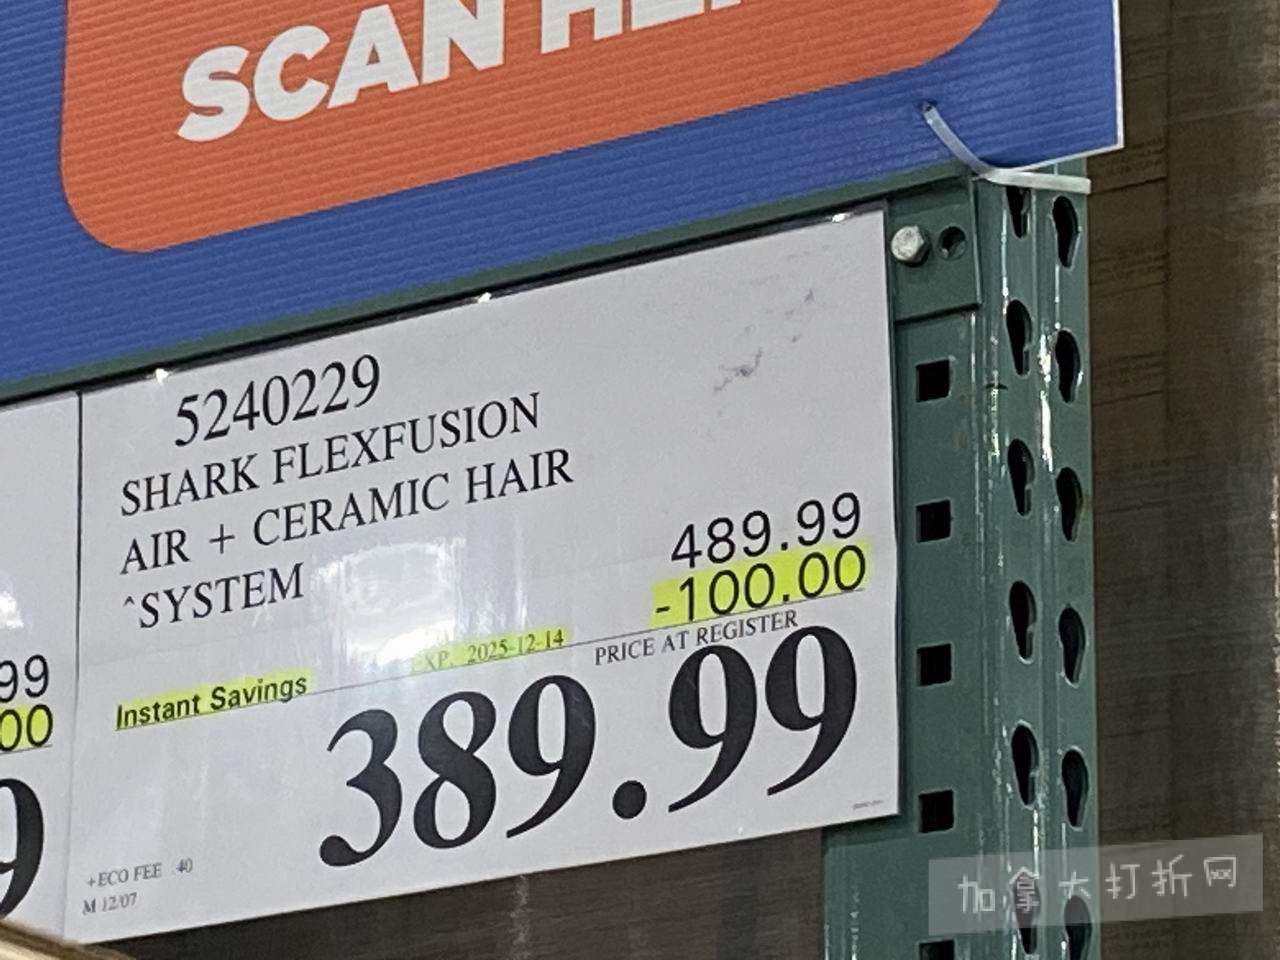 SCAN
5240229
SHARK FLEXFUSION
AIR + CERAMIC HAIR
^SYSTEM
489.99
-100.00
EXP. 2025-12-14
PRICE AT REGISTER
Instant Savings
389.99
+ECO FEE .40
M 12/07
99
00
9
加拿大打折网